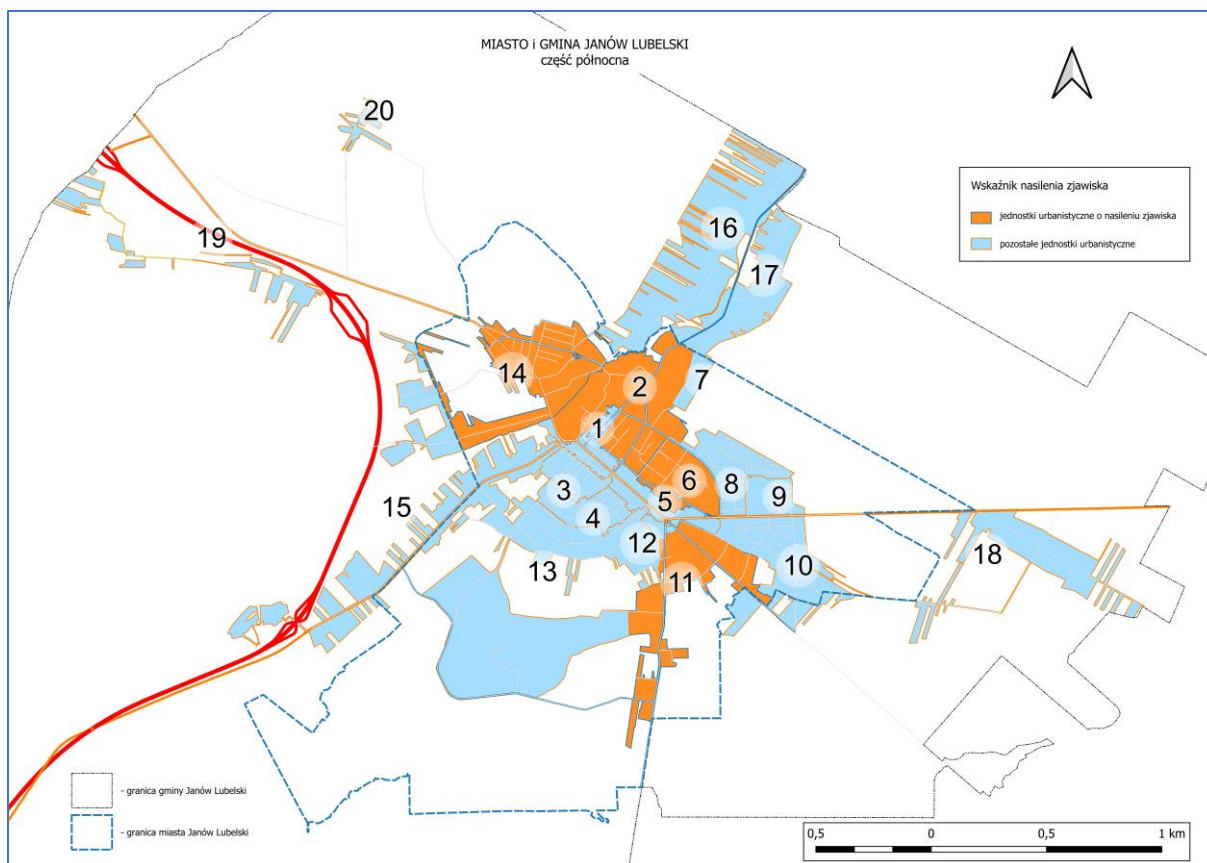 MIASTO i GMINA JANÓW LUBELSKI
część północna
20
Wskaźnik nasilenia zjawiska
jednostki urbanistyczne o nasileniu zjawiska
pozostałe jednostki urbanistyczne
16
19
17
14
2
7
1
3
6
8
9
5
4
15
12
18
13
11
10
- granica gminy Janów Lubelski
- granica miasta Janów Lubelski
0,5 0 0,5 1 km